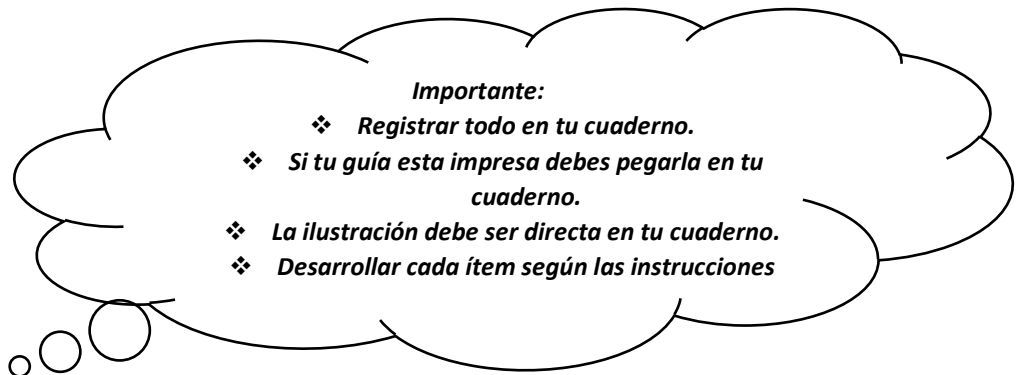 Importante:
❖ Registrar todo en tu cuaderno.
❖ Si tu guía esta impresa debes pegarla en tu
cuaderno.
❖ La ilustración debe ser directa en tu cuaderno.
❖ Desarrollar cada ítem según las instrucciones